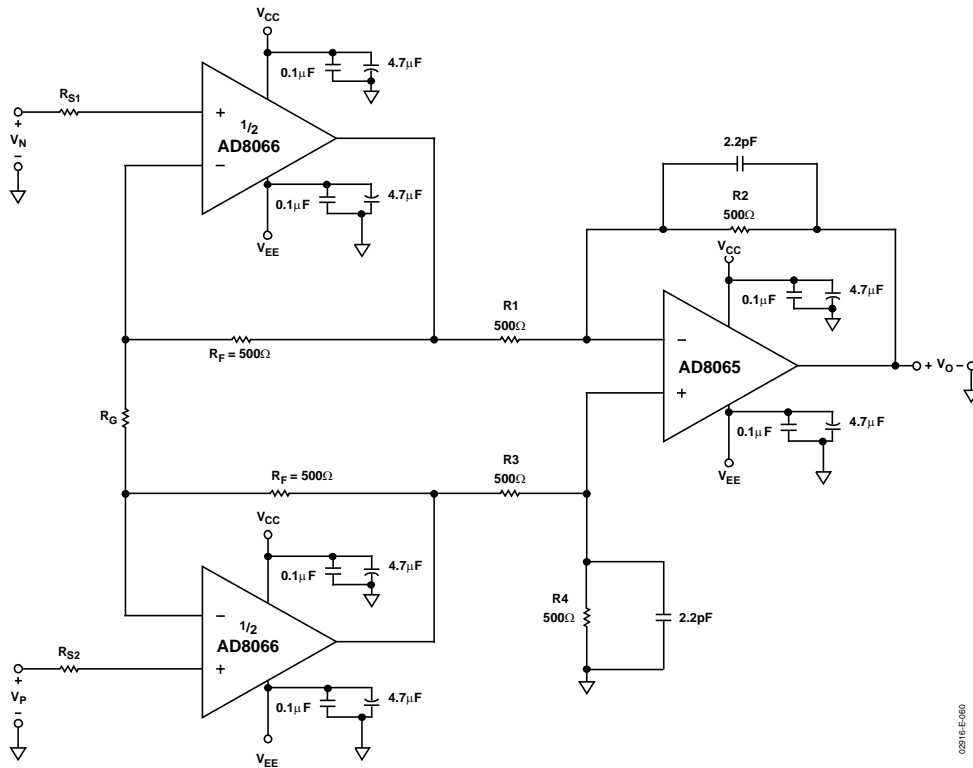 VCC
4.7μF
0.1μF
RS1
+
VN
−
+
1/2
AD8066
−
4.7μF
0.1μF
VEE
2.2pF
R2
500Ω
VCC
4.7μF
0.1μF
R1
500Ω
RF = 500Ω
−
AD8065
+
+ VO −
4.7μF
0.1μF
VEE
RG
RF = 500Ω
R3
500Ω
VCC
4.7μF
0.1μF
R4
500Ω
2.2pF
−
1/2
AD8066
+
RS2
+
VP
−
4.7μF
0.1μF
VEE
02916-E-060